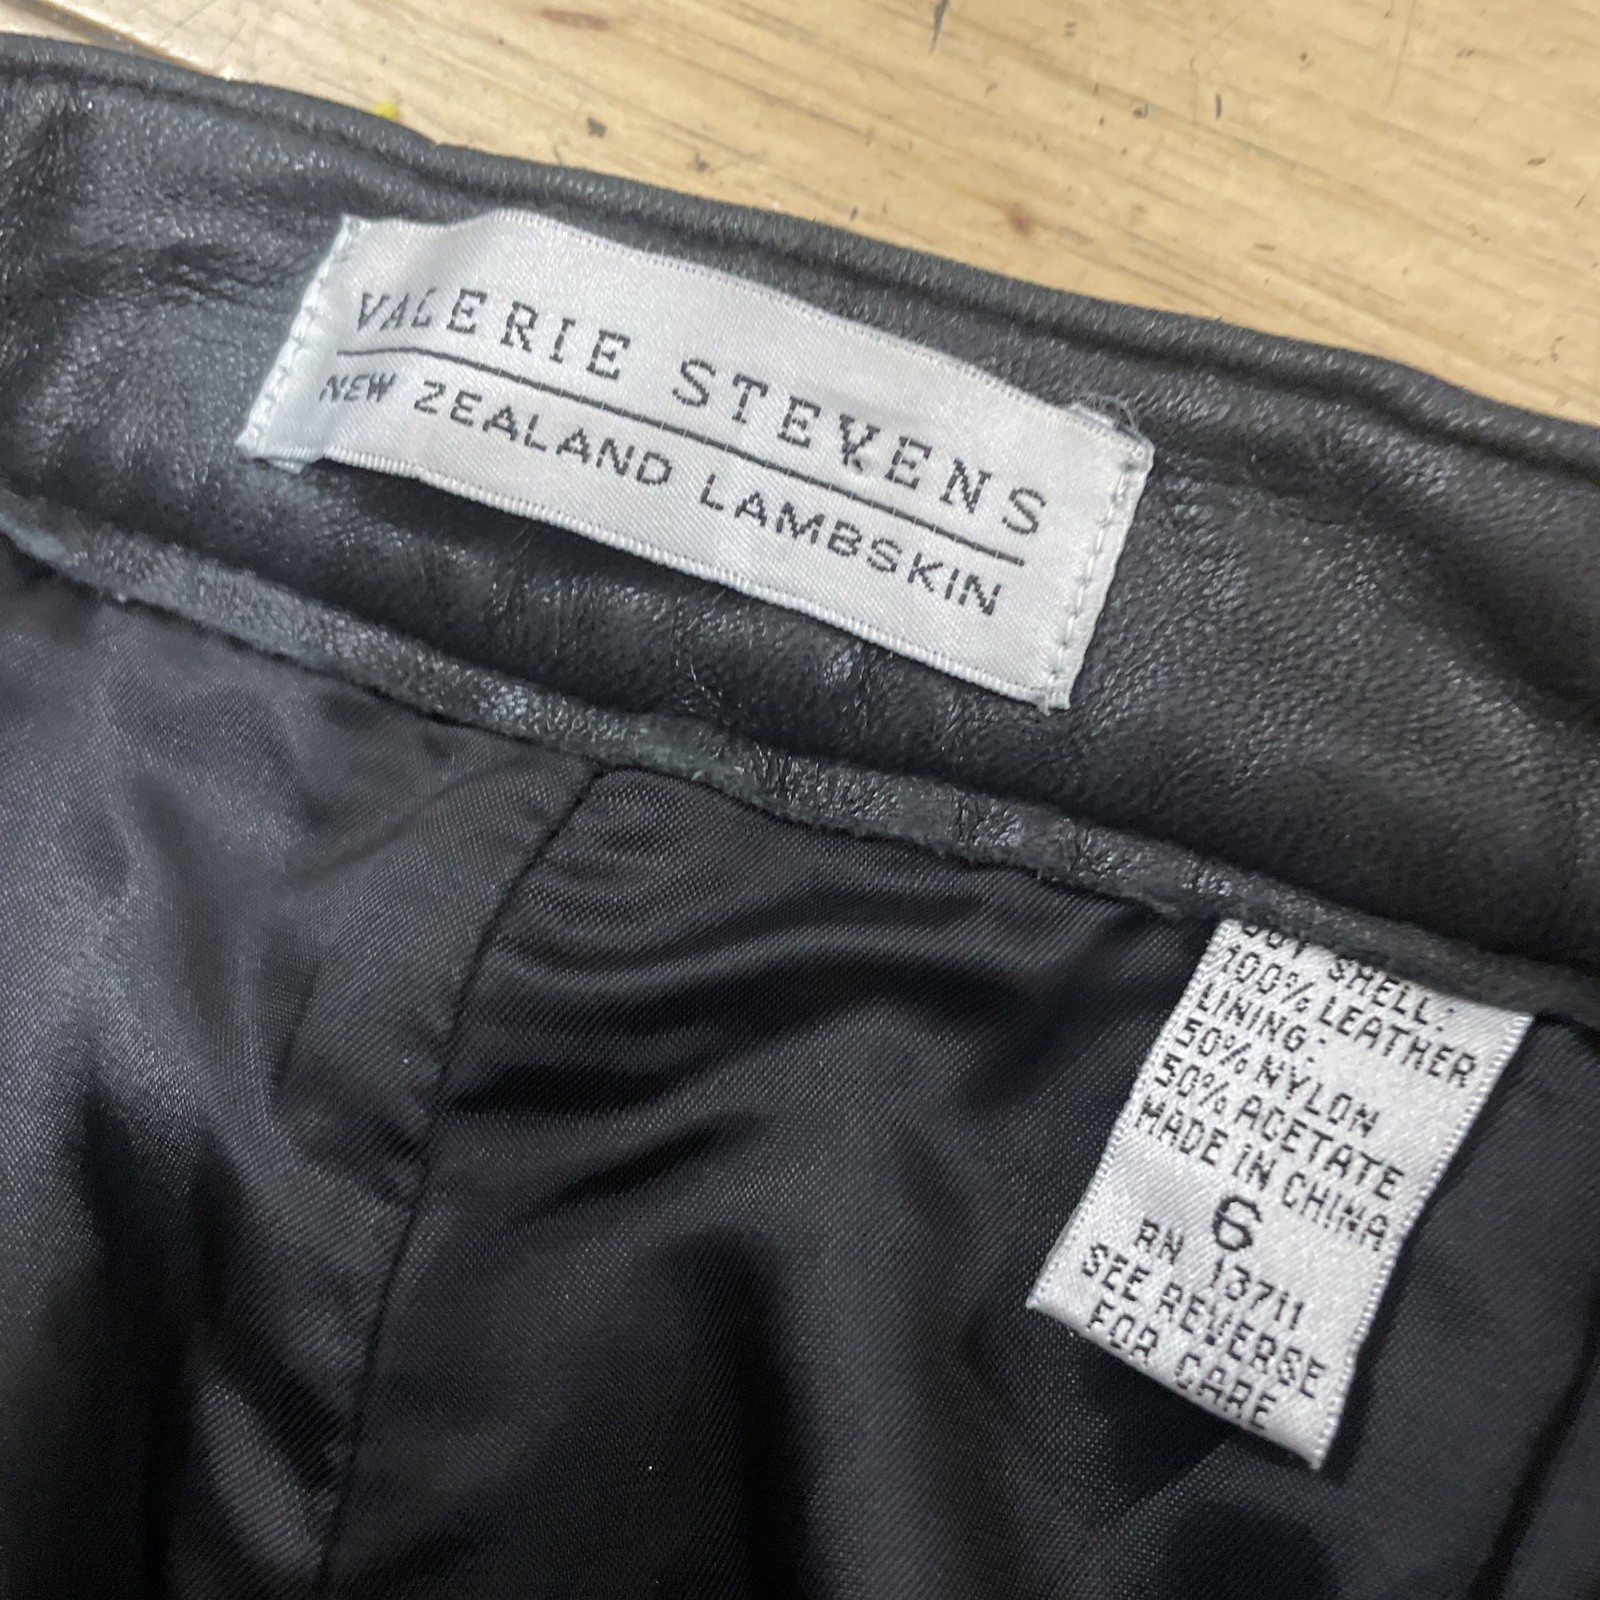 VALERIE STEVENS
NEW ZEALAND LAMBSKIN
SHELL:
100% LEATHER
LINING:
50% NYLON
50% ACETATE
MADE IN CHINA
6
RN 13711
SEE REVERSE
FOR CARE